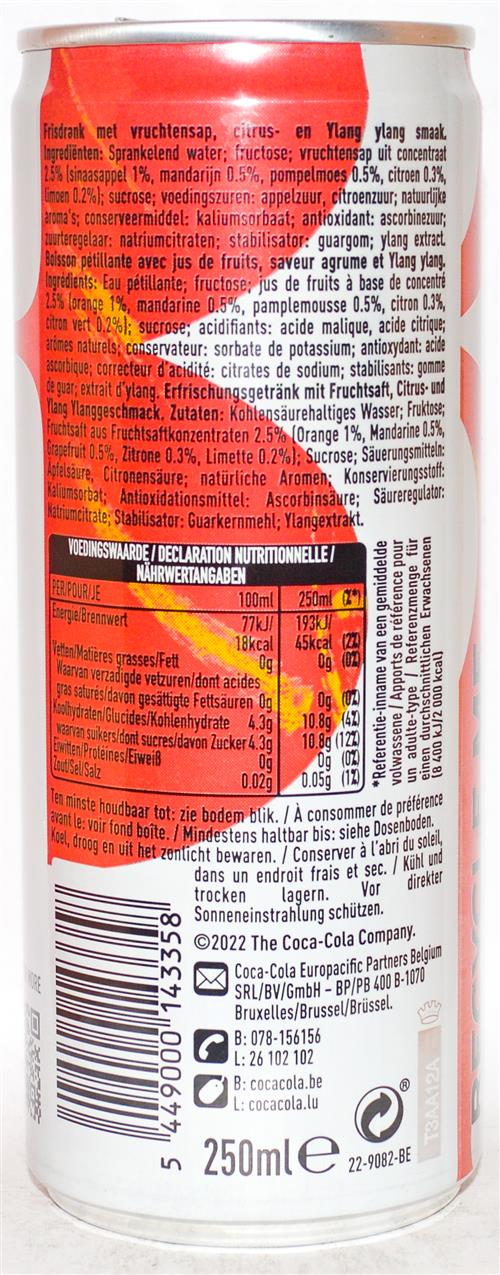 Frisdrank met vruchtensap, citrus- en Ylang ylang smaak.
Ingrediënten: Sprankelend water; fructose; vruchtensap uit concentraat
2.5% (sinaasappel 1%, mandarijn 0.5%, pompelmoes 0.5%, citroen 0.3%,
limoen 0.2%); sucrose; voedingszuren: appelzuur, citroenzuur; natuurlijke
aroma's; conserveermiddel: kaliumsorbaat; antioxidant: ascorbinezuur;
zuurteregelaar: natriumcitraten; stabilisator: guargom; ylang extract.
Boisson pétillante avec jus de fruits, saveur agrume et Ylang ylang.
Ingrédients: Eau pétillante; fructose; jus de fruits à base de concentré
2.5% (orange 1%, mandarine 0.5%, pamplemousse 0.5%, citron 0.3%,
citron vert 0.2%); sucrose; acidifiants: acide malique, acide citrique;
arômes naturels; conservateur: sorbate de potassium; antioxydant: acide
ascorbique; correcteur d'acidité: citrates de sodium; stabilisants: gomme
de guar; extrait d'ylang. Erfrischungsgetränk mit Fruchtsaft, Citrus- und
Ylang Ylanggeschmack. Zutaten: Kohlensäurehaltiges Wasser; Fruktose;
Fruchtsaft aus Fruchtsaftkonzentraten 2.5% (Orange 1%, Mandarine 0.5%,
Grapefruit 0.5%, Zitrone 0.3%, Limette 0.2%); Sucrose; Säuerungsmitteln:
Apfelsäure, Citronensäure; natürliche Aromen; Konservierungsstoff:
Kaliumsorbat; Antioxidationsmittel: Ascorbinsäure; Säureregulator:
Natriumcitrate; Stabilisator: Guarkernmehl; Ylangextrakt.
VOEDINGSWAARDE / DECLARATION NUTRITIONNELLE /
NÄHRWERTANGABEN
PER/POUR/JE 100ml 250ml (%*)
Energie/Brennwert 77kJ/ 193kJ/
18kcal 45kcal (2%)
Vetten/Matières grasses/Fett 0g 0g (0%)
Waarvan verzadigde vetzuren/dont acides
gras saturés/davon gesättigte Fettsäuren 0g 0g (0%)
Koolhydraten/Glucides/Kohlenhydrate 4.3g 10.8g (4%)
waarvan suikers/dont sucres/davon Zucker 4.3g 10.8g (12%)
Eiwitten/Protéines/Eiweiß 0g 0g (0%)
Zout/Sel/Salz 0.02g 0.05g (1%)
*Referentie-inname van een gemiddelde
volwassene / Apports de référence pour
un adulte-type / Referenzmenge für
einen durchschnittlichen Erwachsenen
(8 400 kJ/2 000 kcal)
Ten minste houdbaar tot: zie bodem blik. / À consommer de préférence
avant le: voir fond boîte. / Mindestens haltbar bis: siehe Dosenboden.
Koel, droog en uit het zonlicht bewaren. / Conserver à l'abri du soleil,
dans un endroit frais et sec. / Kühl und
trocken lagern. Vor direkter
Sonneneinstrahlung schützen.
©2022 The Coca-Cola Company.
Coca-Cola Europacific Partners Belgium
SRL/BV/GmbH – BP/PB 400 B-1070
Bruxelles/Brussel/Brüssel.
B: 078-156156
L: 26 102 102
B: cocacola.be
L: cocacola.lu
5 449000 143358
250ml e
®
22-9082-BE
T3AA12A
RECYCLE ME